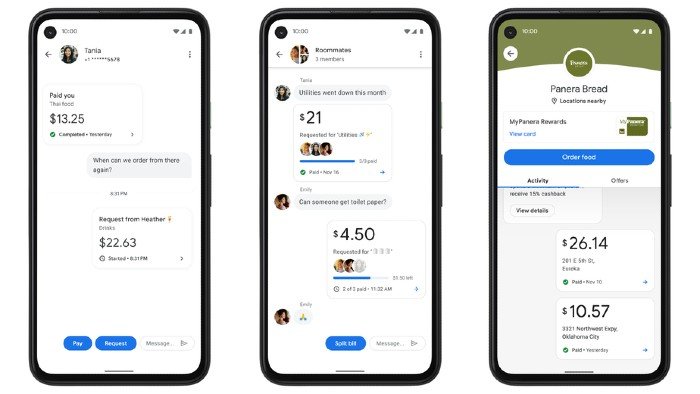 10:00
Tania
+1 ******5678
Paid you
Thai food
$13.25
Completed • Yesterday
When can we order from there
again?
8:31 PM
Request from Heather
Drinks
$22.63
Started • 8:31 PM
Pay
Request
Message...
10:00
Roommates
3 members
Tania
Utilities went down this month
$21
Requested for "Utilities
3/3 paid
Paid • Nov 16
Emily
Can someone get toilet paper?
$4.50
Requested for "
$1.50 left
2 of 3 paid • 11:32 AM
Emily
Split bill
Message...
10:00
Panera
Panera Bread
Locations nearby
MyPanera Rewards
View card
MyPanera
Order food
Activity
Offers
receive 15% cashback
View details
$26.14
201 E 5th St,
Eureka
Paid • Nov 10
$10.57
3321 Northwest Expy,
Oklahoma City
Paid • Yesterday